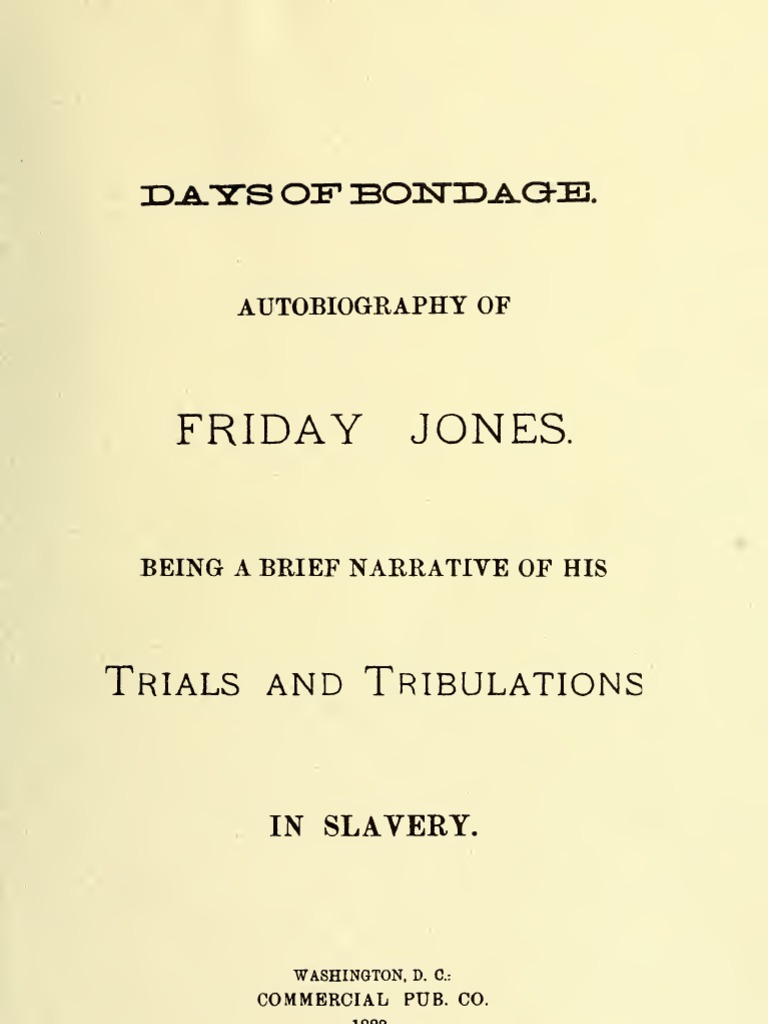 DAYS OF BONDAGE.
AUTOBIOGRAPHY OF
FRIDAY JONES.
BEING A BRIEF NARRATIVE OF HIS
TRIALS AND TRIBULATIONS
IN SLAVERY.
WASHINGTON, D. C.:
COMMERCIAL PUB. CO.